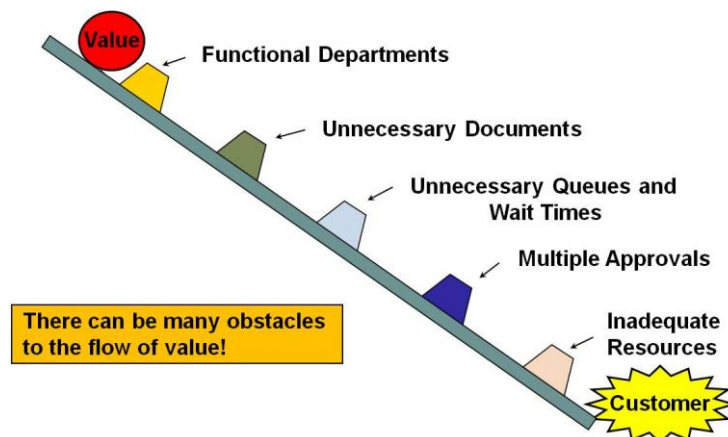 Value
Functional Departments
Unnecessary Documents
Unnecessary Queues and
Wait Times
Multiple Approvals
There can be many obstacles
to the flow of value!
Inadequate
Resources
Customer